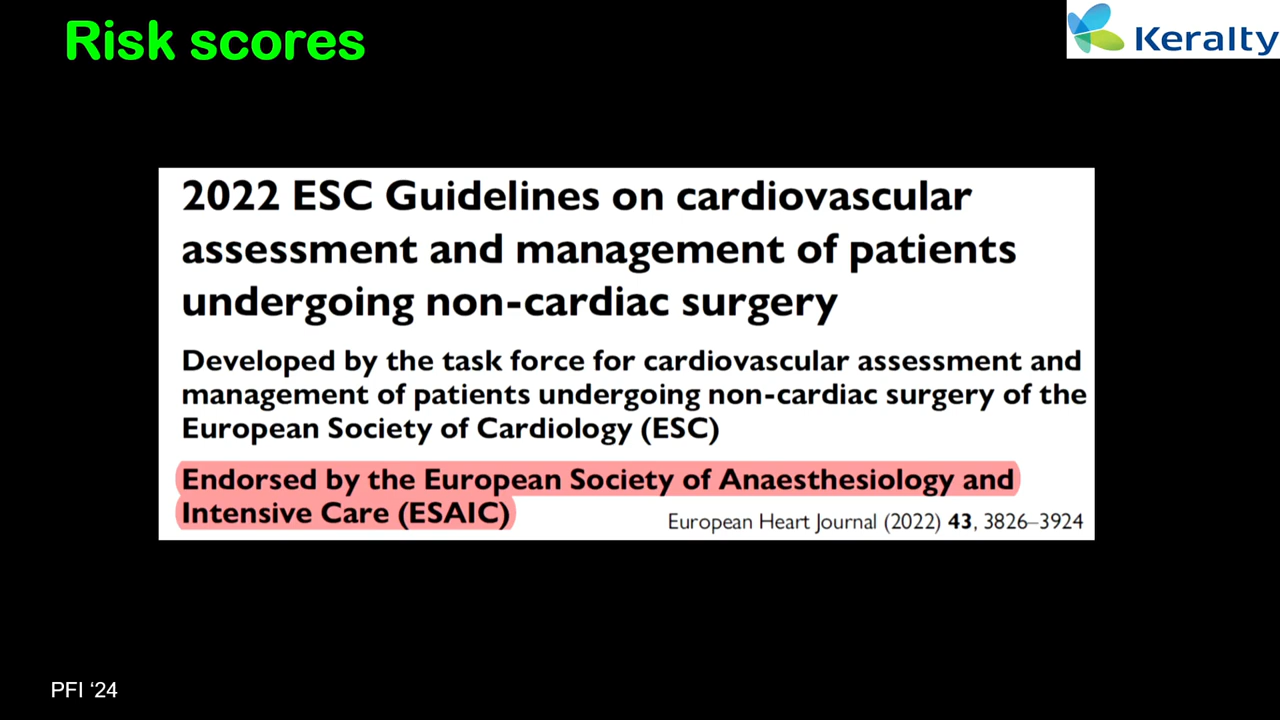 Risk scores
Keralty
2022 ESC Guidelines on cardiovascular
assessment and management of patients
undergoing non-cardiac surgery
Developed by the task force for cardiovascular assessment and
management of patients undergoing non-cardiac surgery of the
European Society of Cardiology (ESC)
Endorsed by the European Society of Anaesthesiology and
Intensive Care (ESAIC)
European Heart Journal (2022) 43, 3826–3924
PFI ‘24